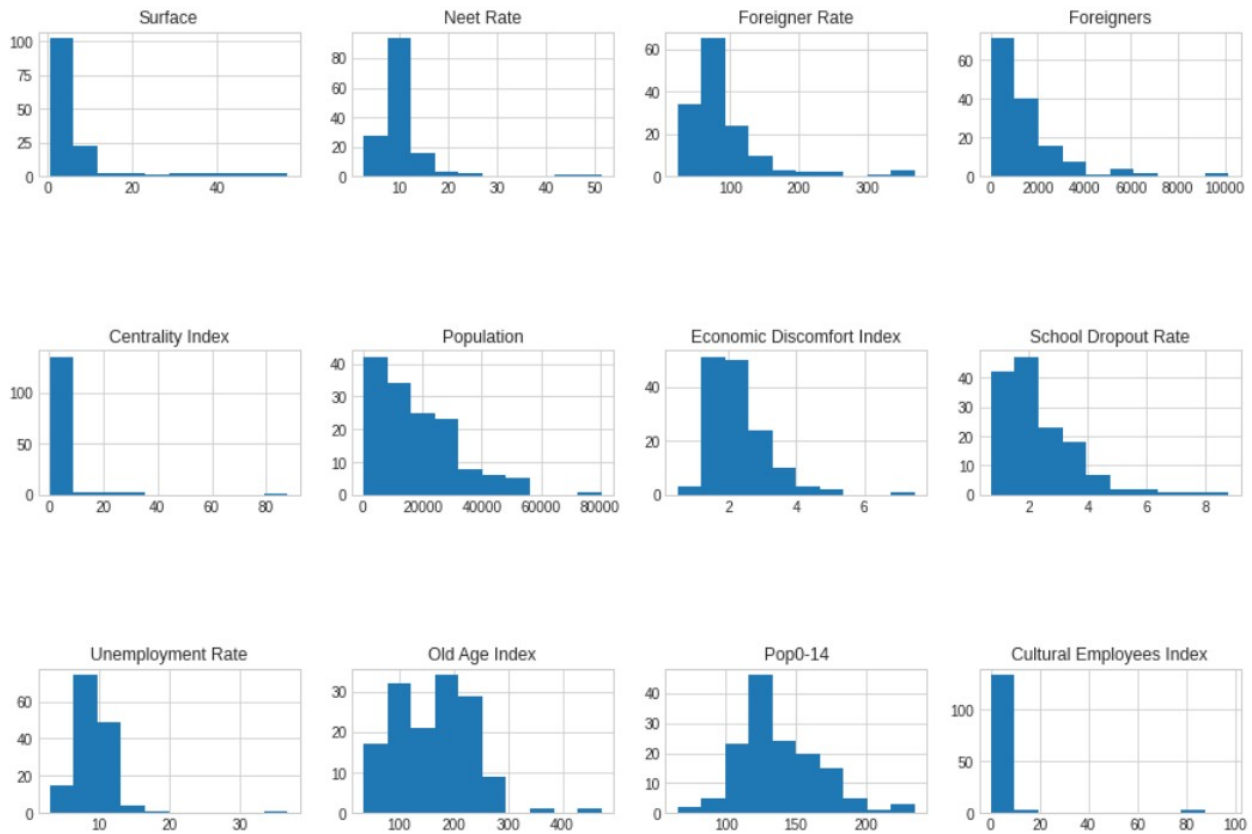 Surface
100
75
50
25
0
0 20 40
Neet Rate
80
60
40
20
0
10 20 30 40 50
Foreigner Rate
60
40
20
0
100 200 300
Foreigners
60
40
20
0
0 2000 4000 6000 8000 10000
Centrality Index
100
50
0
0 20 40 60 80
Population
40
30
20
10
0
0 20000 40000 60000 80000
Economic Discomfort Index
40
20
0
2 4 6
School Dropout Rate
40
30
20
10
0
2 4 6 8
Unemployment Rate
60
40
20
0
10 20 30
Old Age Index
30
20
10
0
100 200 300 400
Pop0-14
40
30
20
10
0
100 150 200
Cultural Employees Index
100
50
0
0 20 40 60 80 100